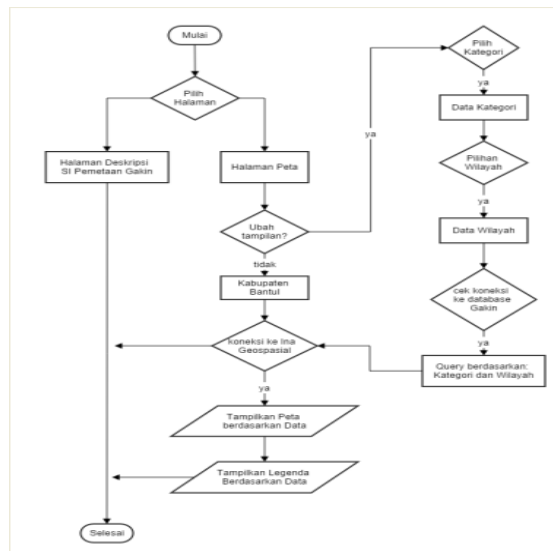 Mulai
Pilih
Halaman
Halaman Deskripsi
SI Pemetaan Gakin
Halaman Peta
Ubah
tampilan?
tidak
Kabupaten
Bantul
koneksi ke Ina
Geospasial
ya
Tampilkan Peta
berdasarkan Data
Tampilkan Legenda
Berdasarkan Data
Selesai
ya
Pilih
Kategori
ya
Data Kategori
Pilihan
Wilayah
ya
Data Wilayah
cek koneksi
ke database
Gakin
ya
Query berdasarkan:
Kategori dan Wilayah